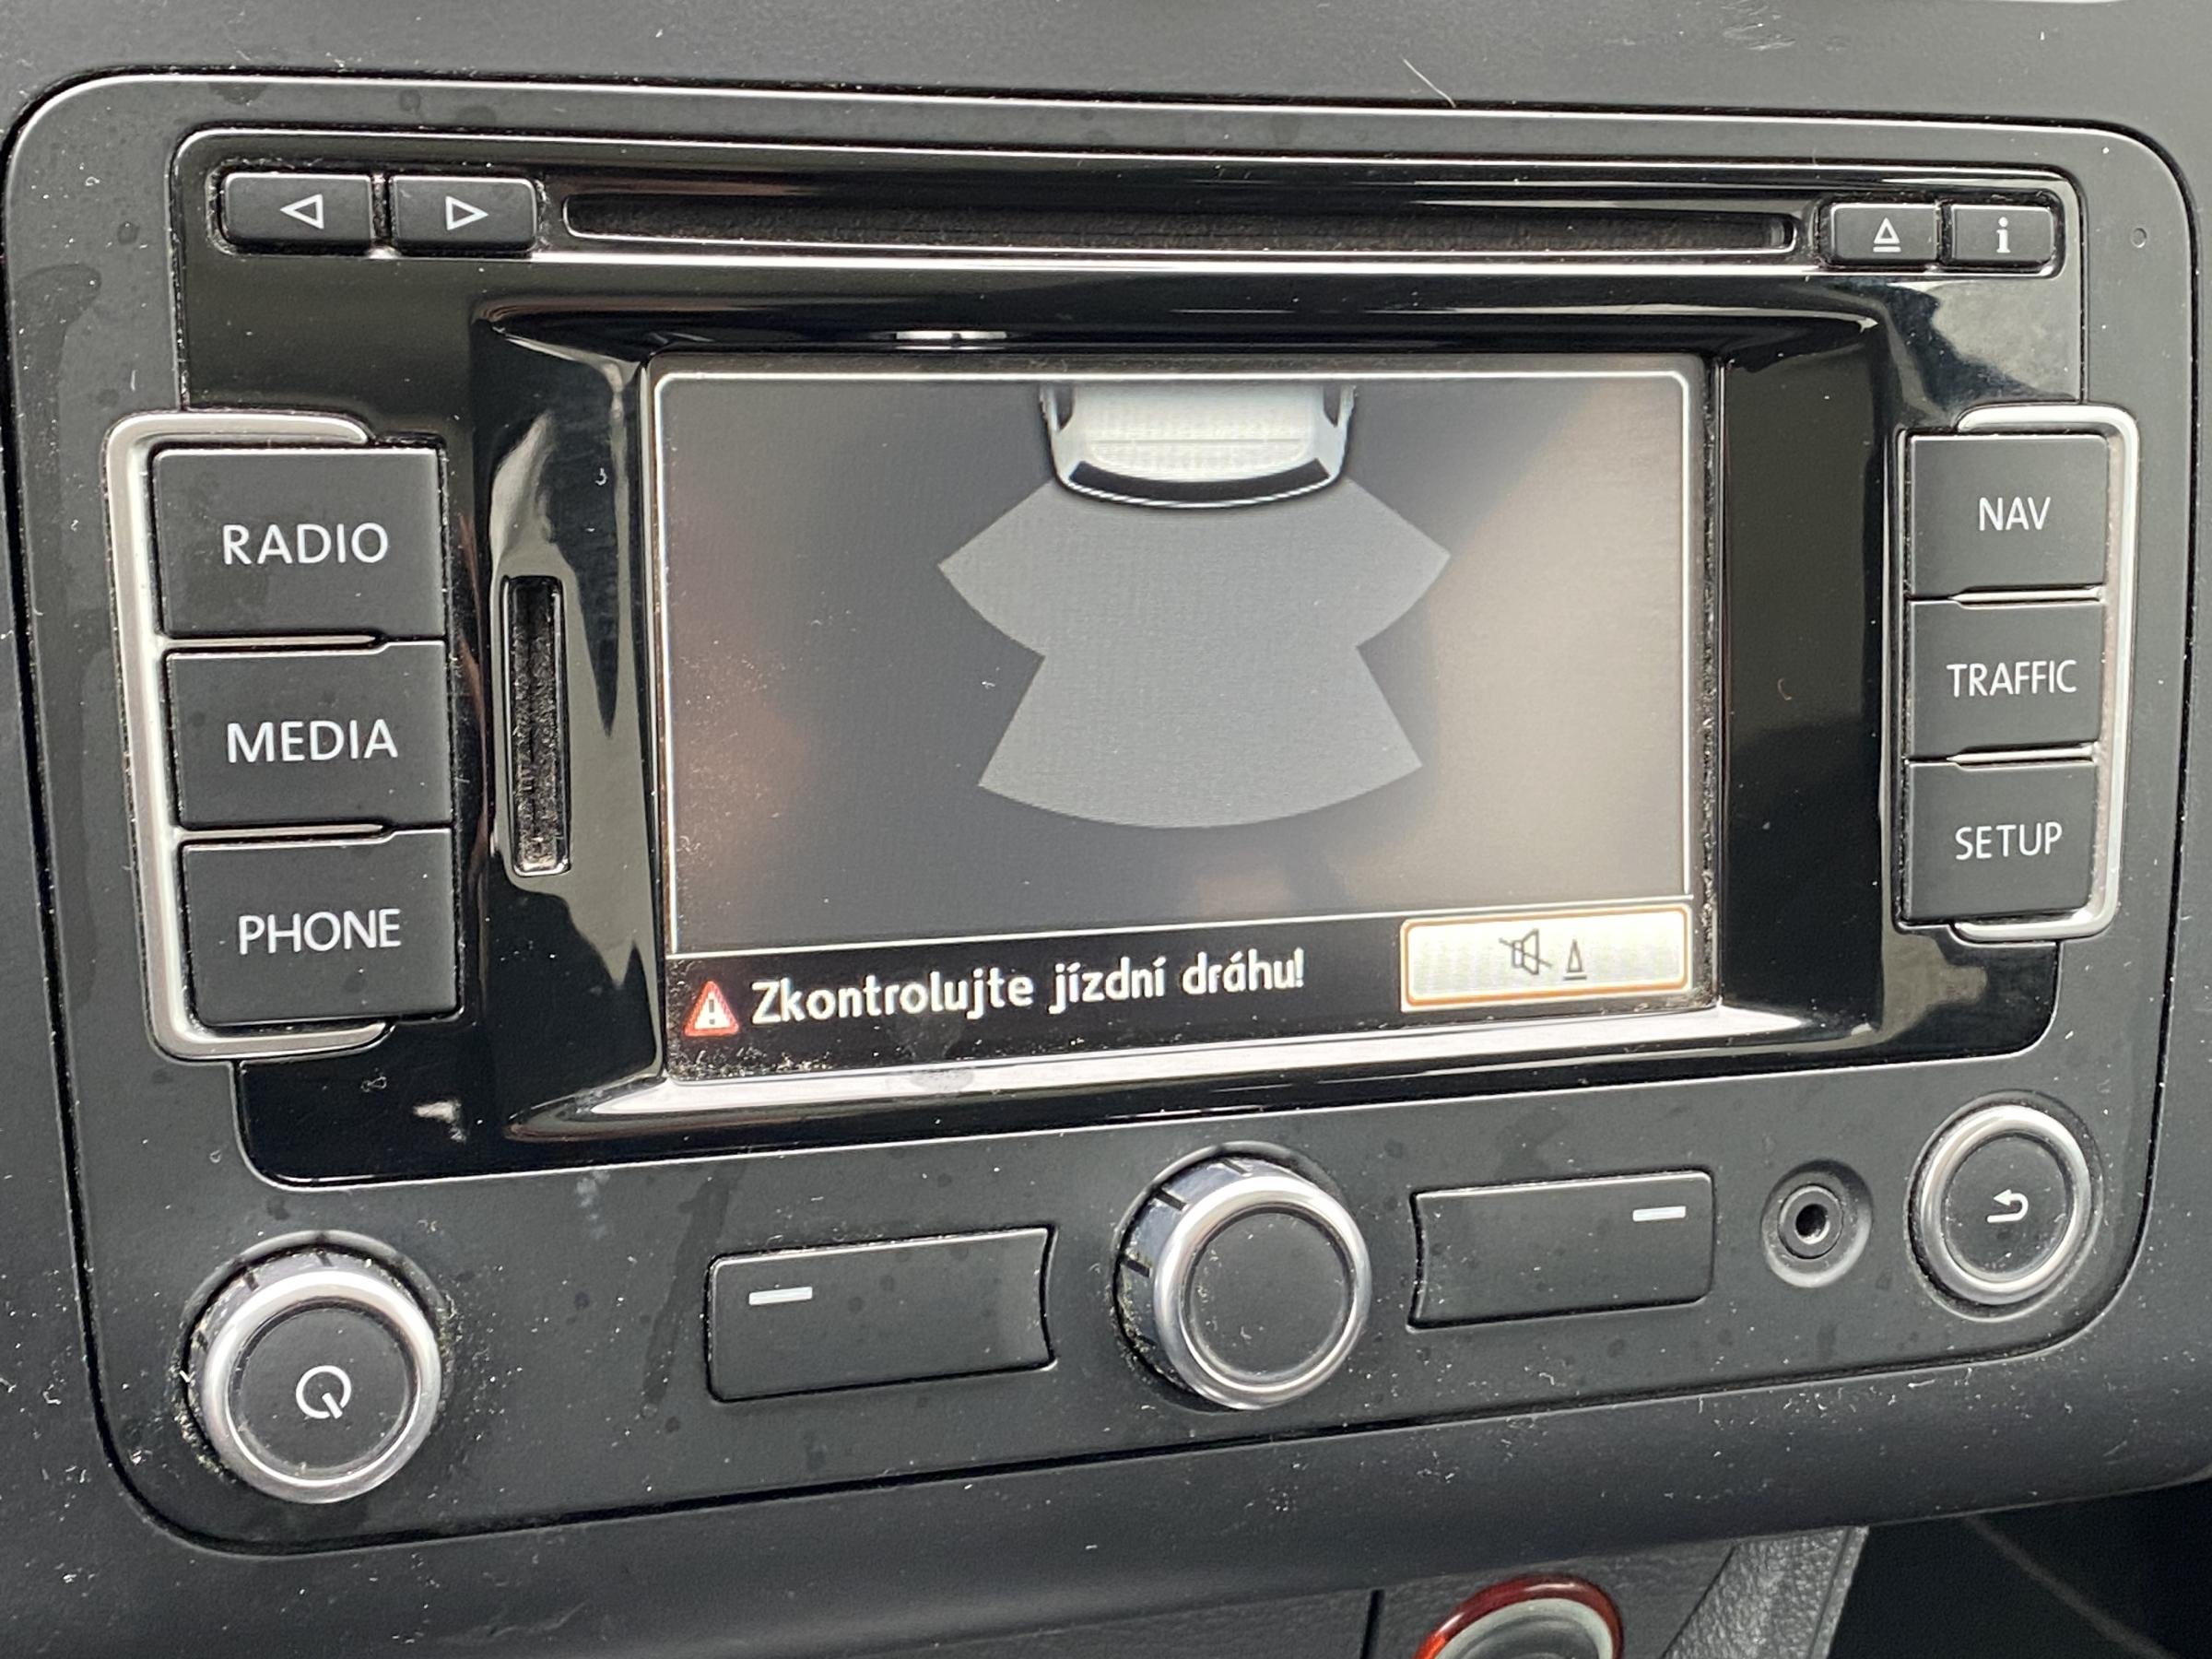 i
RADIO
NAV
MEDIA
TRAFFIC
PHONE
SETUP
Zkontrolujte jízdní dráhu!